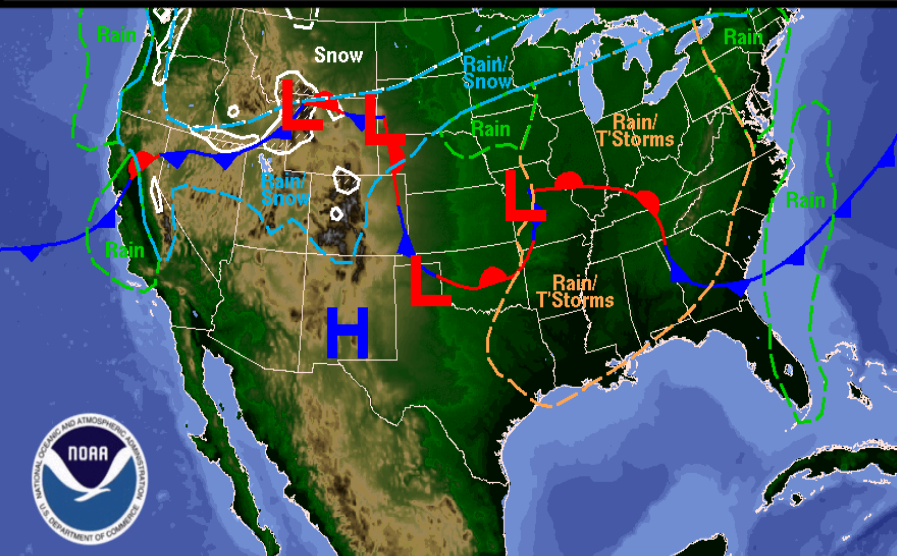 Rain
Snow
Rain
Rain/
Snow
Rain/
T'Storms
Rain
L
L
Rain/
Snow
L
Rain
Rain
L
Rain/
T'Storms
H
NATIONAL OCEANIC AND ATMOSPHERIC ADMINISTRATION
NOAA
U.S. DEPARTMENT OF COMMERCE